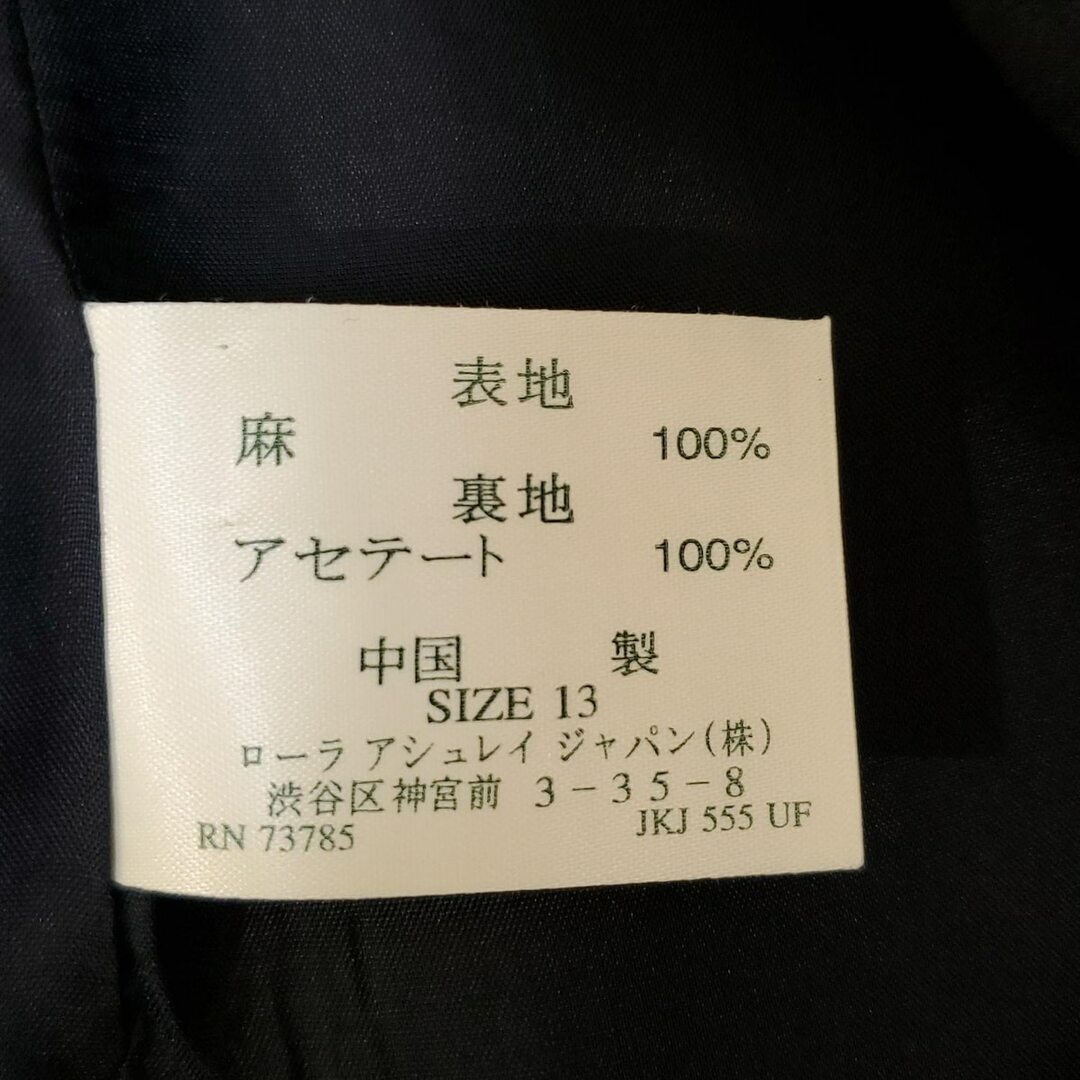 表地
麻 100%
裏地
アセテート 100%
中国 製
SIZE 13
ローラ アシュレイ ジャパン(株)
渋谷区神宮前 3-35-8
RN 73785 JKJ 555 UF